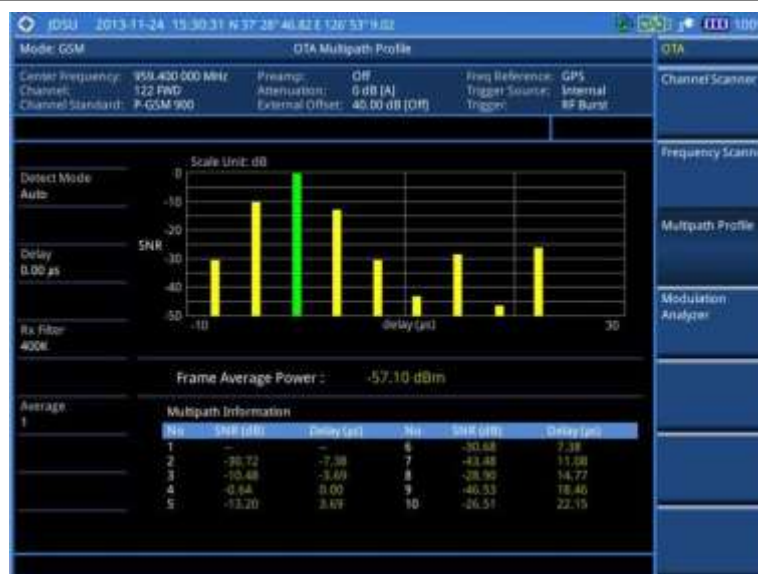 JDSU 2013-11-24 15:30:31 N 37° 28' 46.82 E 126° 53' 9.02 100%
Mode: GSM OTA Multipath Profile OTA
Center Frequency: 959.400 000 MHz Preamp: Off Freq Reference: GPS
Channel: 122 FWD Attenuation: 0 dB [A] Trigger Source: Internal
Channel Standard: P-GSM 900 External Offset: 40.00 dB [Off] Trigger: RF Burst
Channel Scanner
Frequency Scann
Multipath Profile
Modulation
Analyzer
Detect Mode
Auto
Delay
0.00 µs
Rx Filter
400K
Average
1
Scale Unit: dB
0
-10
-20
SNR
-30
-40
-50
-10 delay (µs) 30
Frame Average Power : -57.10 dBm
Multipath Information
No SNR (dB) Delay (µs) No SNR (dB) Delay (µs)
1 -- -- 6 -30.68 7.38
2 -30.72 -7.38 7 -43.48 11.08
3 -10.48 -3.69 8 -28.90 14.77
4 -0.64 0.00 9 -46.53 18.46
5 -13.20 3.69 10 -26.51 22.15